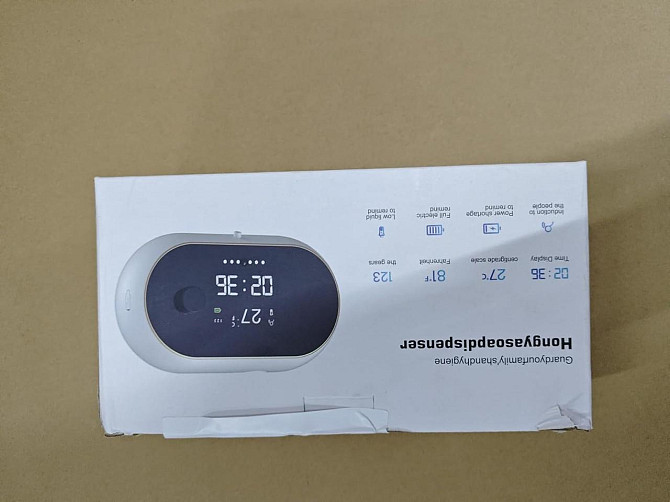 Guardyourfamily'shandhygiene
Hongyasoapdispenser
02:36 27°C 81°F 123
Time Display centigrade scale Fahrenheit the gears
induction to the people
Power shortage to remind
Full electric remind
Low liquid to remind
27 °C °F
02:36